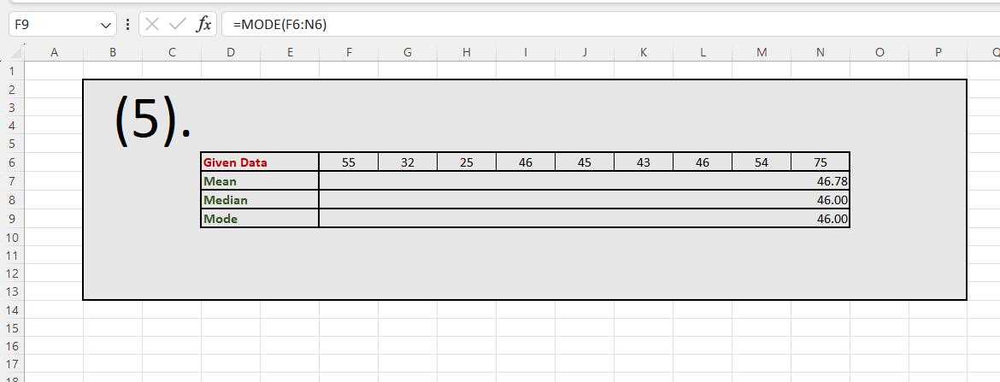 F9 fx =MODE(F6:N6)
A B C D E F G H I J K L M N O P Q
1
2
3
(5).
4
5
6 Given Data 55 32 25 46 45 43 46 54 75
7 Mean 46.78
8 Median 46.00
9 Mode 46.00
10
11
12
13
14
15
16
17
18